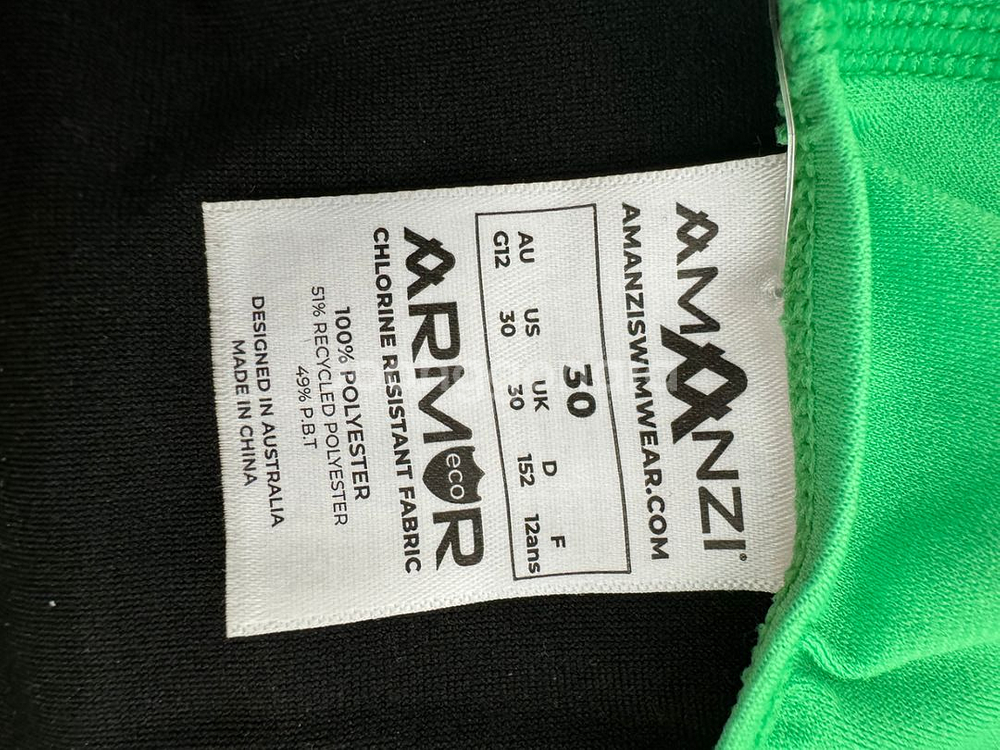 AMANZI®
AMANZISWIMWEAR.COM
30
AU US UK D F
G12 30 30 152 12ans
ARMOR
eco
CHLORINE RESISTANT FABRIC
100% POLYESTER
51% RECYCLED POLYESTER
49% P.B.T
DESIGNED IN AUSTRALIA
MADE IN CHINA